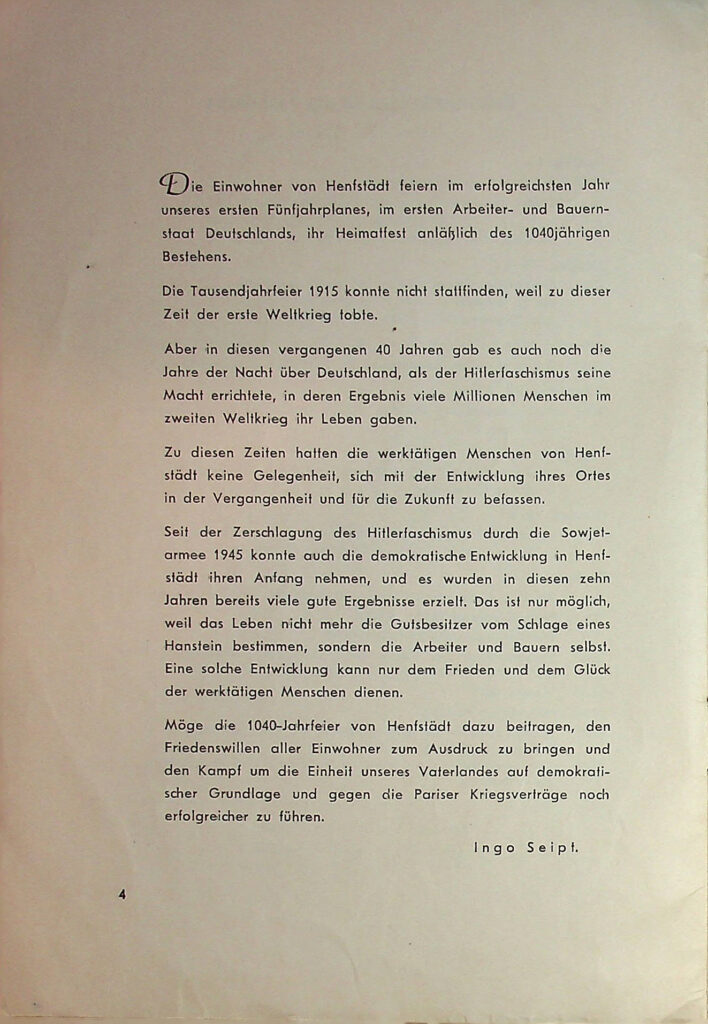 Die Einwohner von Henfstädt feiern im erfolgreichsten Jahr
unseres ersten Fünfjahrplanes, im ersten Arbeiter- und Bauern-
staat Deutschlands, ihr Heimatfest anläßlich des 1040jährigen
Bestehens.
Die Tausendjahrfeier 1915 konnte nicht stattfinden, weil zu dieser
Zeit der erste Weltkrieg tobte.
Aber in diesen vergangenen 40 Jahren gab es auch noch die
Jahre der Nacht über Deutschland, als der Hitlerfaschismus seine
Macht errichtete, in deren Ergebnis viele Millionen Menschen im
zweiten Weltkrieg ihr Leben gaben.
Zu diesen Zeiten hatten die werktätigen Menschen von Henf-
städt keine Gelegenheit, sich mit der Entwicklung ihres Ortes
in der Vergangenheit und für die Zukunft zu befassen.
Seit der Zerschlagung des Hitlerfaschismus durch die Sowjet-
armee 1945 konnte auch die demokratische Entwicklung in Henf-
städt ihren Anfang nehmen, und es wurden in diesen zehn
Jahren bereits viele gute Ergebnisse erzielt. Das ist nur möglich,
weil das Leben nicht mehr die Gutsbesitzer vom Schlage eines
Hanstein bestimmen, sondern die Arbeiter und Bauern selbst.
Eine solche Entwicklung kann nur dem Frieden und dem Glück
der werktätigen Menschen dienen.
Möge die 1040-Jahrfeier von Henfstädt dazu beitragen, den
Friedenswillen aller Einwohner zum Ausdruck zu bringen und
den Kampf um die Einheit unseres Vaterlandes auf demokrati-
scher Grundlage und gegen die Pariser Kriegsverträge noch
erfolgreicher zu führen.
Ingo Seipt.
4